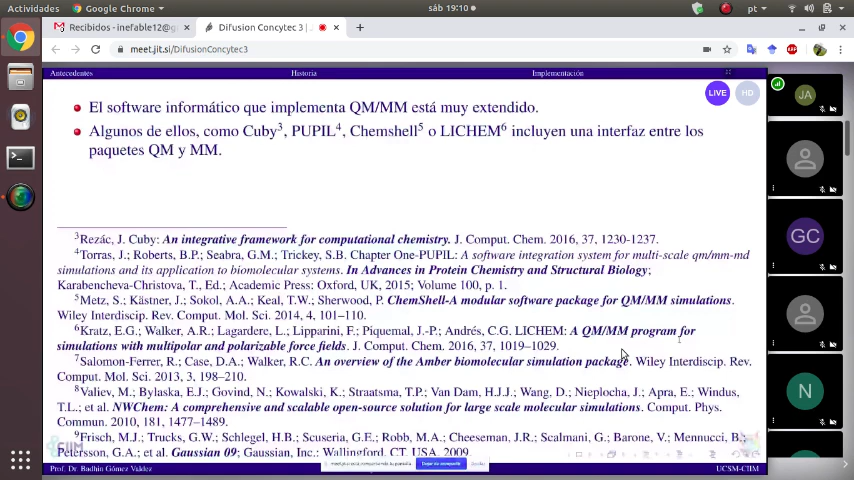 Actividades
Google Chrome
sáb 19:10
pt
Recibidos - inefable12@g
Difusion Concytec 3
meet.jit.si/DifusionConcytec3
ABP
Antecedentes
Historia
Implementación
LIVE
HD
El software informático que implementa QM/MM está muy extendido.
Algunos de ellos, como Cuby3, PUPIL4, Chemshell5 o LICHEM6 incluyen una interfaz entre los
paquetes QM y MM.
3Rezác, J. Cuby: An integrative framework for computational chemistry. J. Comput. Chem. 2016, 37, 1230-1237.
4Torras, J.; Roberts, B.P.; Seabra, G.M.; Trickey, S.B. Chapter One-PUPIL: A software integration system for multi-scale qm/mm-md
simulations and its application to biomolecular systems. In Advances in Protein Chemistry and Structural Biology;
Karabencheva-Christova, T., Ed.; Academic Press: Oxford, UK, 2015; Volume 100, p. 1.
5Metz, S.; Kästner, J.; Sokol, A.A.; Keal, T.W.; Sherwood, P. ChemShell-A modular software package for QM/MM simulations.
Wiley Interdiscip. Rev. Comput. Mol. Sci. 2014, 4, 101-110.
6Kratz, E.G.; Walker, A.R.; Lagardere, L.; Lipparini, F.; Piquemal, J.-P.; Andrés, C.G. LICHEM: A QM/MM program for
simulations with multipolar and polarizable force fields. J. Comput. Chem. 2016, 37, 1019–1029.
7Salomon-Ferrer, R.; Case, D.A.; Walker, R.C. An overview of the Amber biomolecular simulation package. Wiley Interdiscip. Rev.
Comput. Mol. Sci. 2013, 3, 198–210.
8Valiev, M.; Bylaska, E.J.; Govind, N.; Kowalski, K.; Straatsma, T.P.; Van Dam, H.J.J.; Wang, D.; Nieplocha, J.; Apra, E.; Windus,
T.L.; et al. NWChem: A comprehensive and scalable open-source solution for large scale molecular simulations. Comput. Phys.
Commun. 2010, 181, 1477–1489.
9Frisch, M.J.; Trucks, G.W.; Schlegel, H.B.; Scuseria, G.E.; Robb, M.A.; Cheeseman, J.R.; Scalmani, G.; Barone, V.; Mennucci, B.;
Petersson, G.A.; et al. Gaussian 09; Gaussian, Inc.: Wallingford, CT, USA, 2009.
CIIM
Prof. Dr. Badhin Gómez Valdez
UCSM-CIIM
JA
GC
N